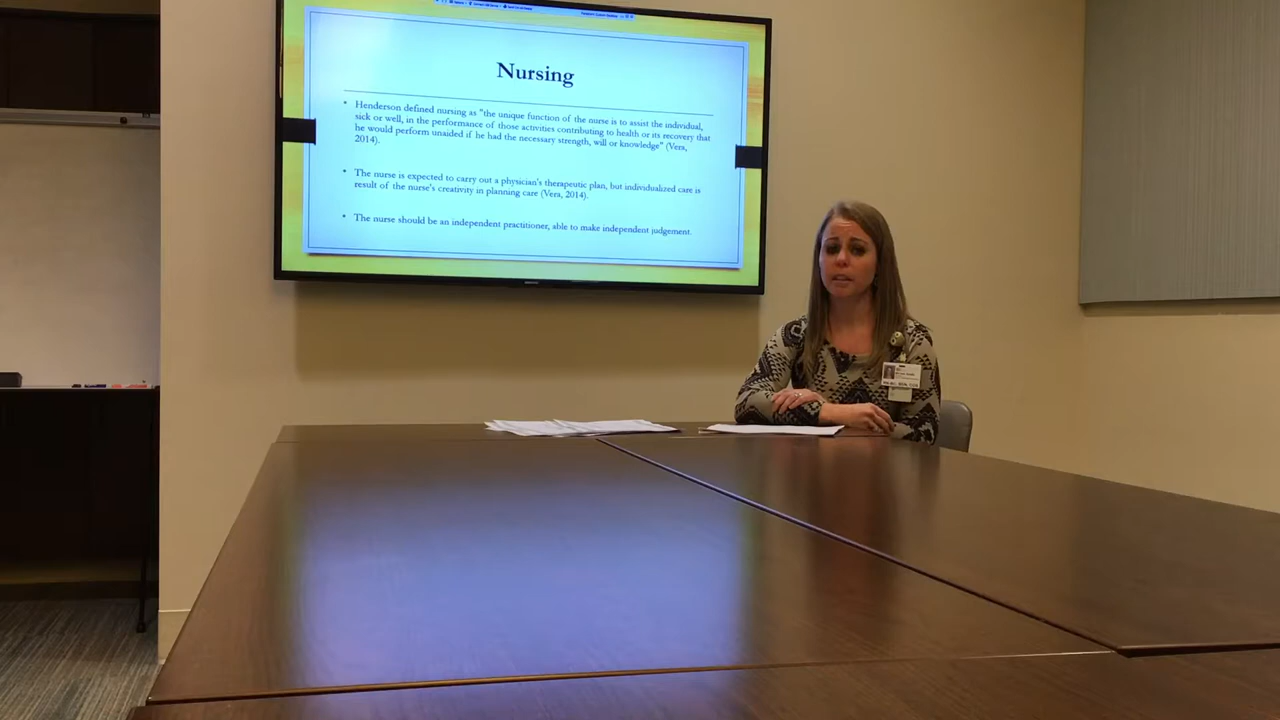 Nursing
• Henderson defined nursing as "the unique function of the nurse is to assist the individual,
sick or well, in the performance of those activities contributing to health or its recovery that
he would perform unaided if he had the necessary strength, will or knowledge" (Vera,
2014).
• The nurse is expected to carry out a physician's therapeutic plan, but individualized care is
result of the nurse's creativity in planning care (Vera, 2014).
• The nurse should be an independent practitioner, able to make independent judgement.